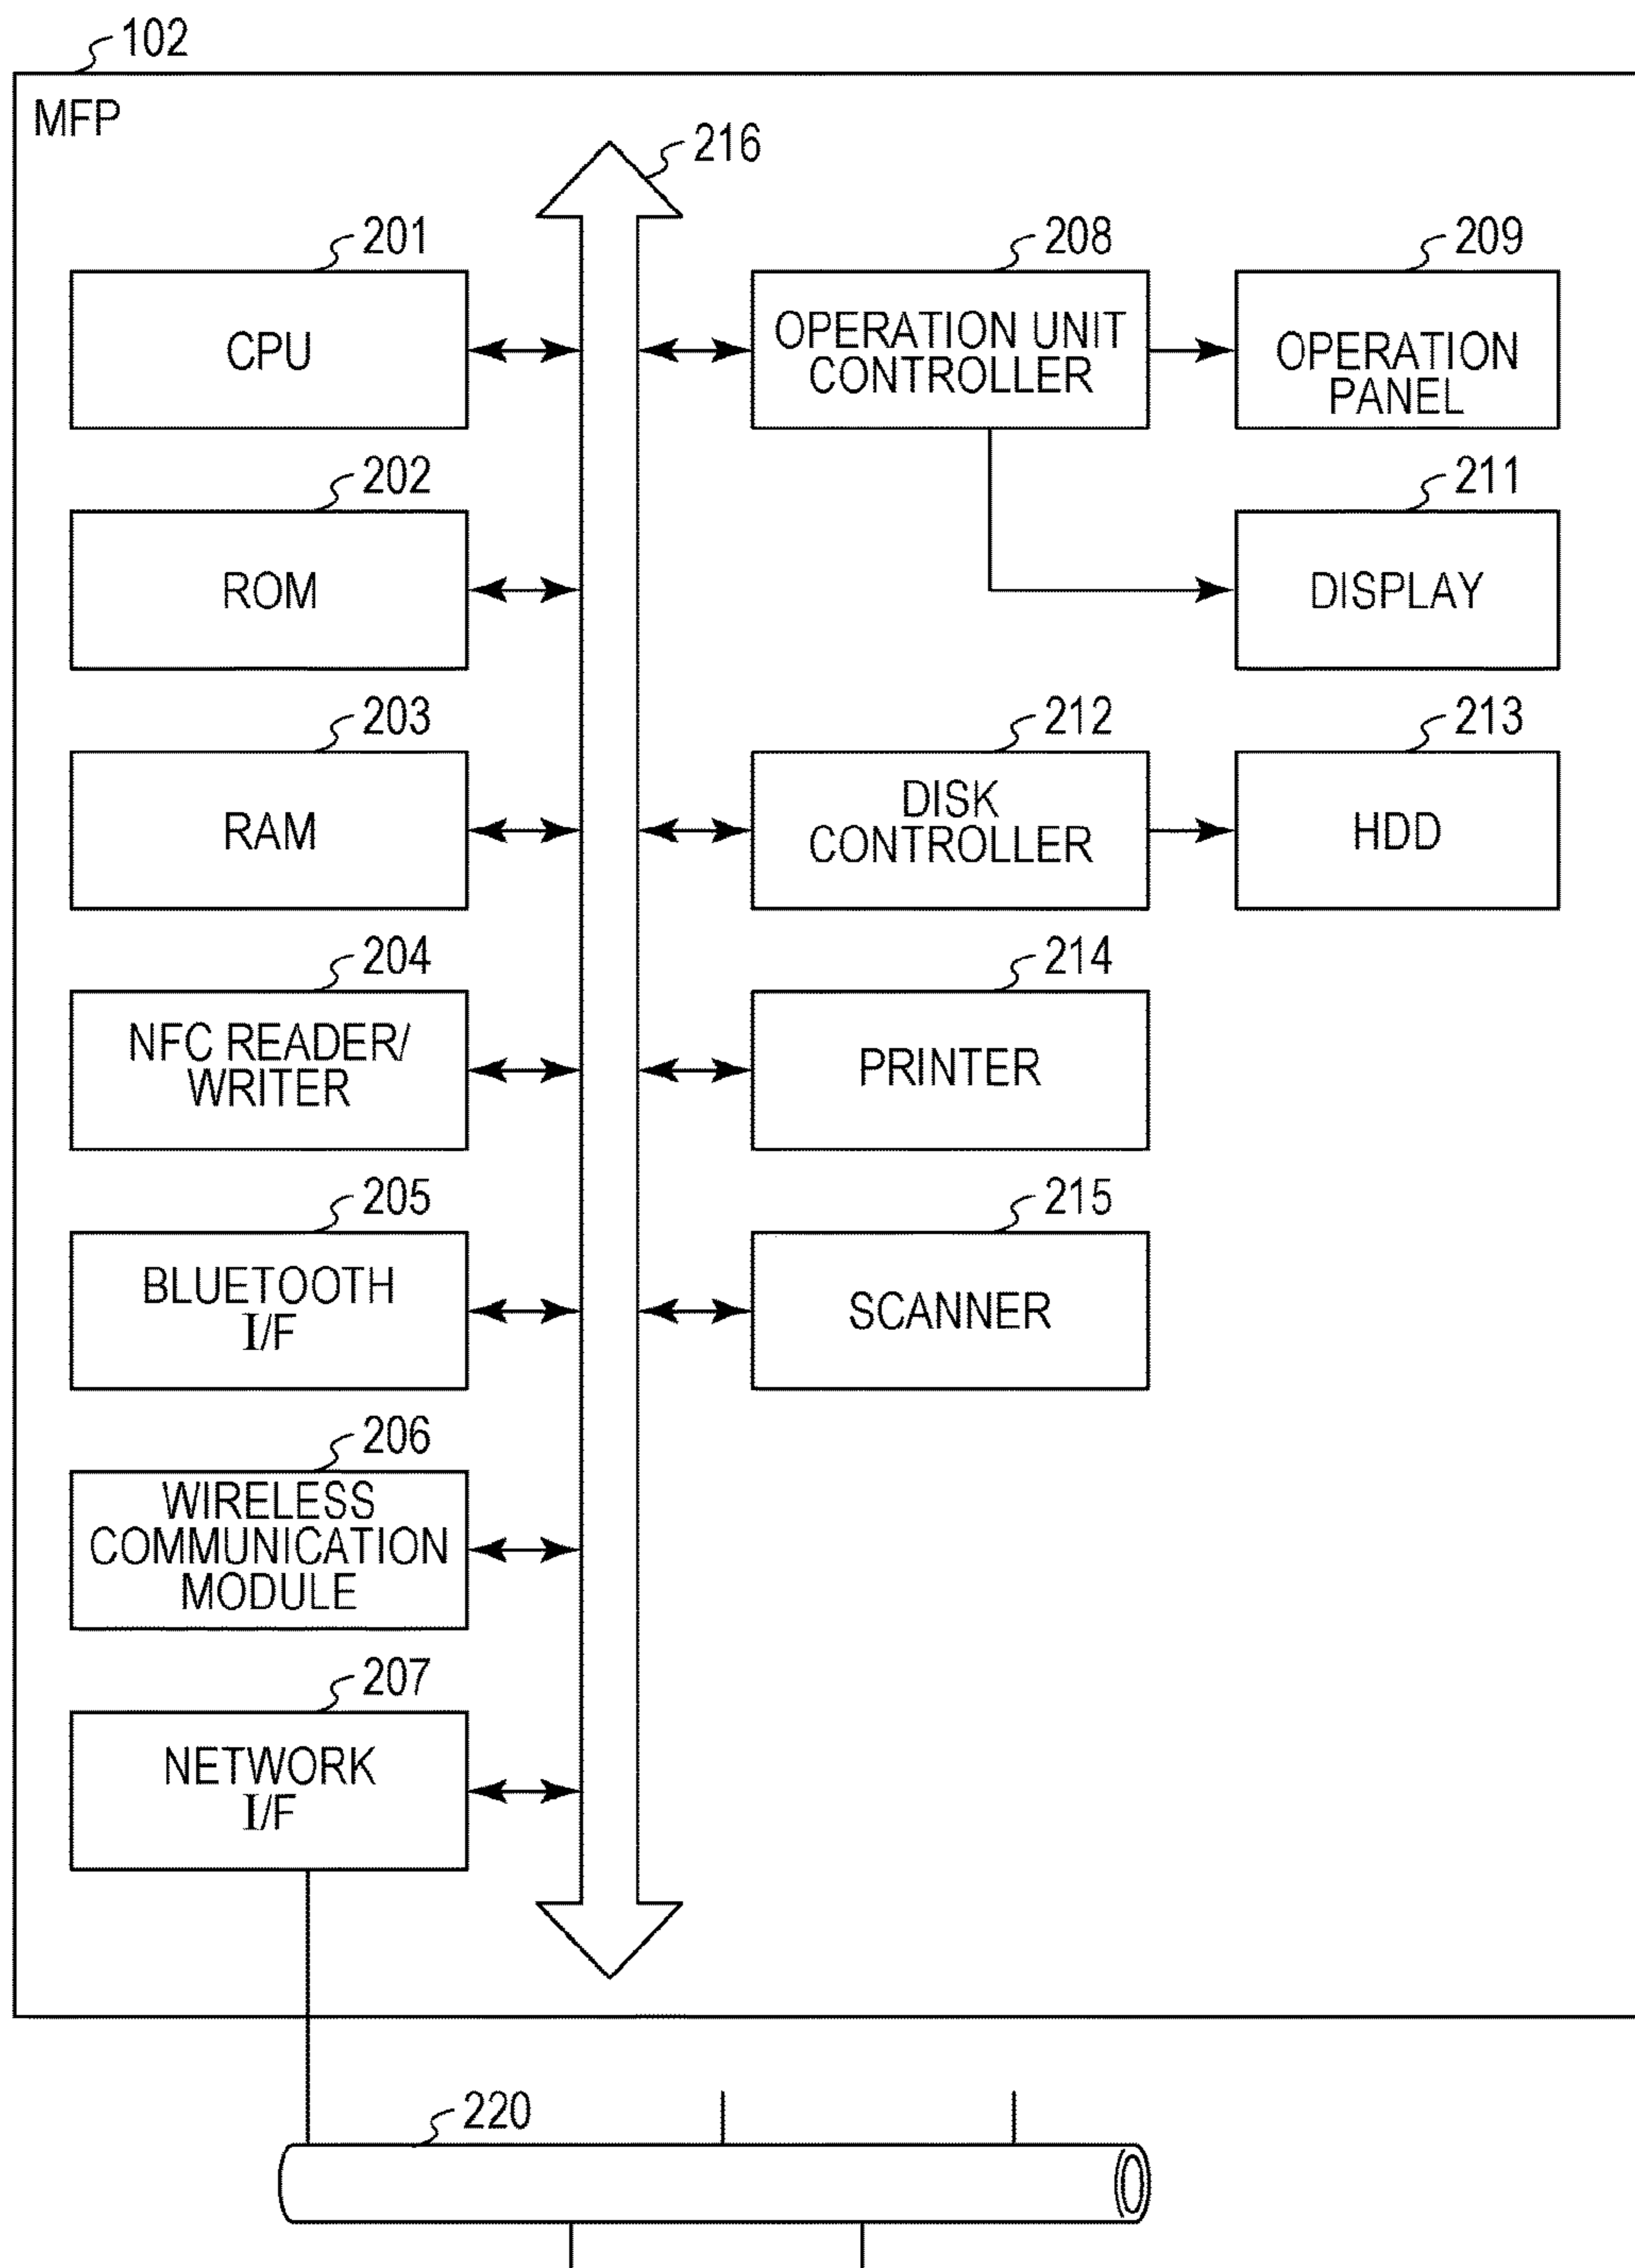 102
MFP
216
201
CPU
208
OPERATION UNIT
CONTROLLER
209
OPERATION
PANEL
202
ROM
211
DISPLAY
203
RAM
212
DISK
CONTROLLER
213
HDD
204
NFC READER/
WRITER
214
PRINTER
205
BLUETOOTH
I/F
215
SCANNER
206
WIRELESS
COMMUNICATION
MODULE
207
NETWORK
I/F
220